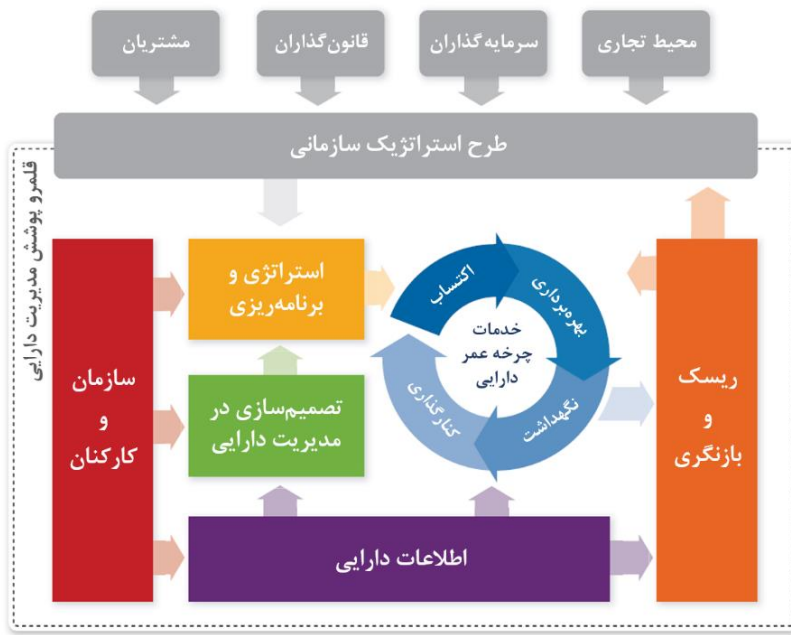 محیط تجاری
سرمایه‌گذاران
قانون‌گذاران
مشتریان
طرح استراتژیک سازمانی
قلمرو پوشش مدیریت دارایی
ریسک
و
بازنگری
اکتساب
بهره‌برداری
نگهداشت
کنارگذاری
خدمات
چرخه عمر
دارایی
استراتژی و
برنامه‌ریزی
تصمیم‌سازی در
مدیریت دارایی
سازمان
و
کارکنان
اطلاعات دارایی